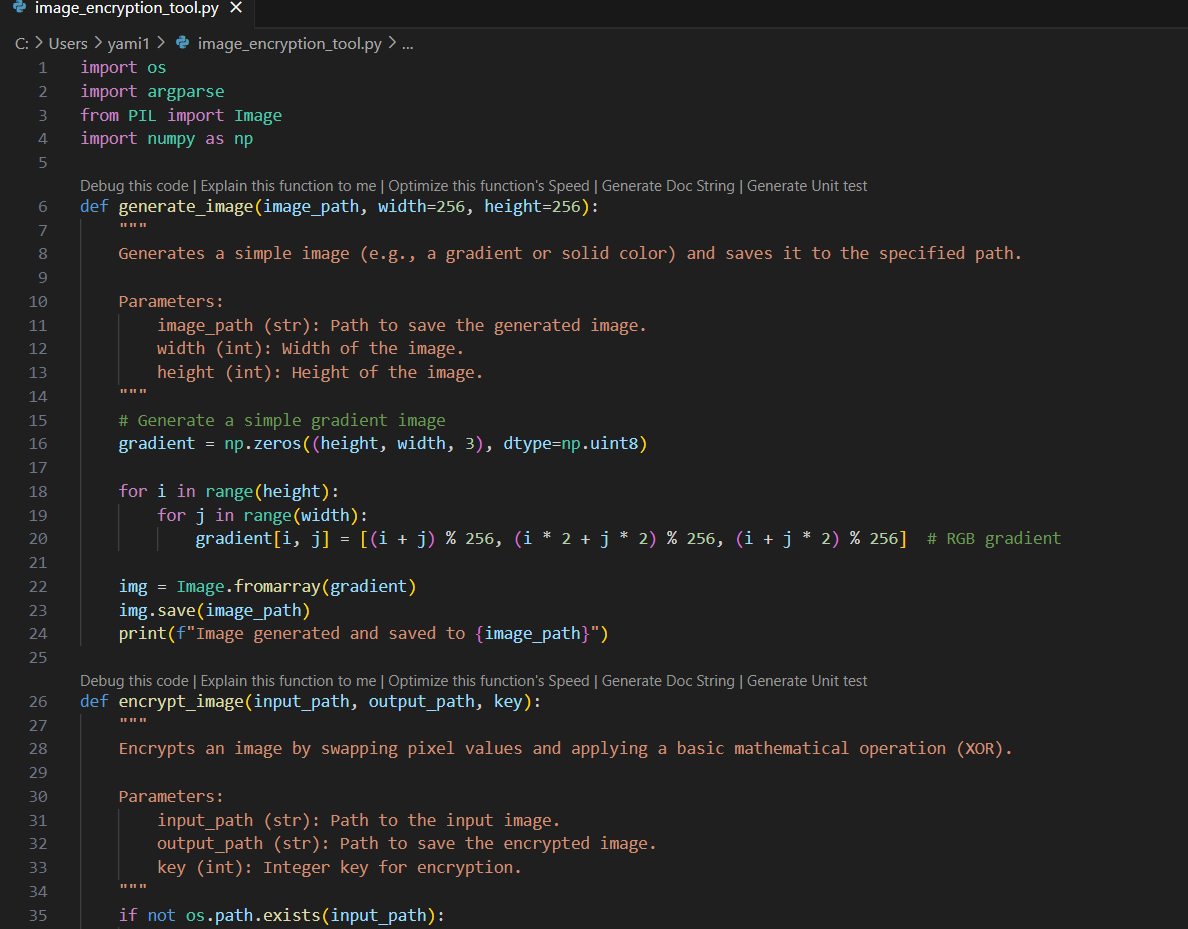 image_encryption_tool.py ×
C: > Users > yami1 > image_encryption_tool.py > ...
1 import os
2 import argparse
3 from PIL import Image
4 import numpy as np
5
Debug this code | Explain this function to me | Optimize this function's Speed | Generate Doc String | Generate Unit test
6 def generate_image(image_path, width=256, height=256):
7     """
8     Generates a simple image (e.g., a gradient or solid color) and saves it to the specified path.
9
10     Parameters:
11         image_path (str): Path to save the generated image.
12         width (int): Width of the image.
13         height (int): Height of the image.
14     """
15     # Generate a simple gradient image
16     gradient = np.zeros((height, width, 3), dtype=np.uint8)
17
18     for i in range(height):
19         for j in range(width):
20             gradient[i, j] = [(i + j) % 256, (i * 2 + j * 2) % 256, (i + j * 2) % 256]  # RGB gradient
21
22     img = Image.fromarray(gradient)
23     img.save(image_path)
24     print(f"Image generated and saved to {image_path}")
25
Debug this code | Explain this function to me | Optimize this function's Speed | Generate Doc String | Generate Unit test
26 def encrypt_image(input_path, output_path, key):
27     """
28     Encrypts an image by swapping pixel values and applying a basic mathematical operation (XOR).
29
30     Parameters:
31         input_path (str): Path to the input image.
32         output_path (str): Path to save the encrypted image.
33         key (int): Integer key for encryption.
34     """
35     if not os.path.exists(input_path):